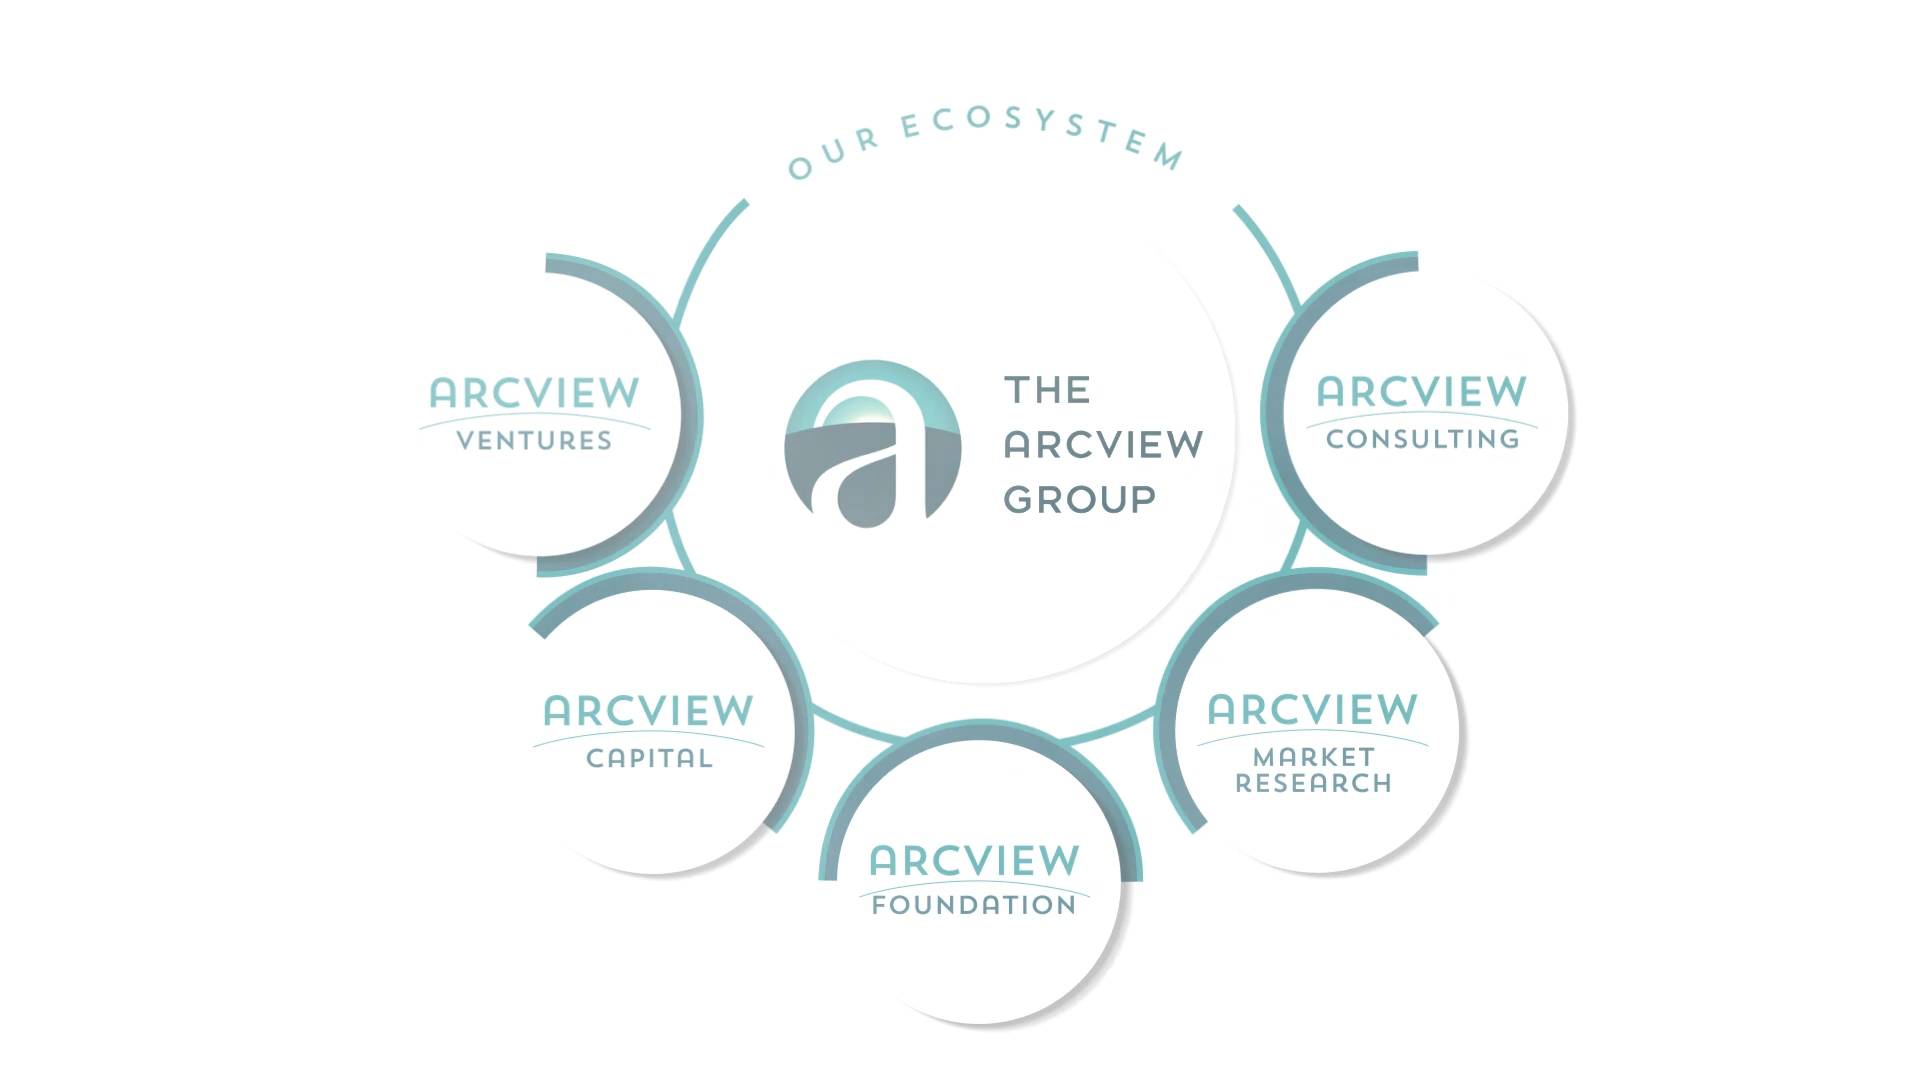 OUR ECOSYSTEM
THE
ARCVIEW
GROUP
ARCVIEW
VENTURES
ARCVIEW
CAPITAL
ARCVIEW
FOUNDATION
ARCVIEW
MARKET
RESEARCH
ARCVIEW
CONSULTING